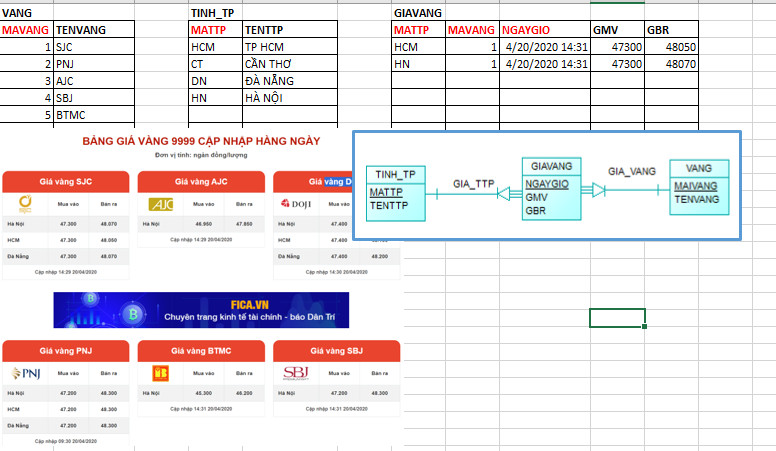 VANG TINH_TP GIAVANG
MAVANG TENVANG MATTP TENTTP MATTP MAVANG NGAYGIO GMV GBR
1 SJC HCM TP HCM HCM 1 4/20/2020 14:31 47300 48050
2 PNJ CT CẦN THƠ HN 1 4/20/2020 14:31 47300 48070
3 AJC DN ĐÀ NẴNG
4 SBJ HN HÀ NỘI
5 BTMC
BẢNG GIÁ VÀNG 9999 CẬP NHẬP HÀNG NGÀY
Đơn vị tính: ngàn đồng/lượng
Giá vàng SJC
Mua vào Bán ra
Hà Nội 47.300 48.070
HCM 47.300 48.050
Đà Nẵng 47.300 48.070
Cập nhập 14:29 20/04/2020
Giá vàng AJC
AJC Mua vào Bán ra
Hà Nội 46.950 47.850
Cập nhập 14:29 20/04/2020
Giá vàng
DOJI Mua vào
Hà Nội 47.400
HCM 47.400
Đà Nẵng 47.400 48.200
Cập nhập 14:30 20/04/2020
TINH_TP
MATTP
TENTTP
GIA_TTP
GIAVANG
NGAYGIO
GMV
GBR
GIA_VANG
VANG
MAIVANG
TENVANG
FICA.VN
Chuyên trang kinh tế tài chính - báo Dân Trí
Giá vàng PNJ
PNJ Mua vào Bán ra
Hà Nội 47.200 48.300
HCM 47.200 48.300
Đà Nẵng 47.200 48.300
Cập nhập 09:30 20/04/2020
Giá vàng BTMC
Mua vào Bán ra
Hà Nội 45.300 46.200
Cập nhập 14:31 20/04/2020
Giá vàng SBJ
SBJ Mua vào Bán ra
Hà Nội 47.200 48.300
Cập nhập 14:31 20/04/2020